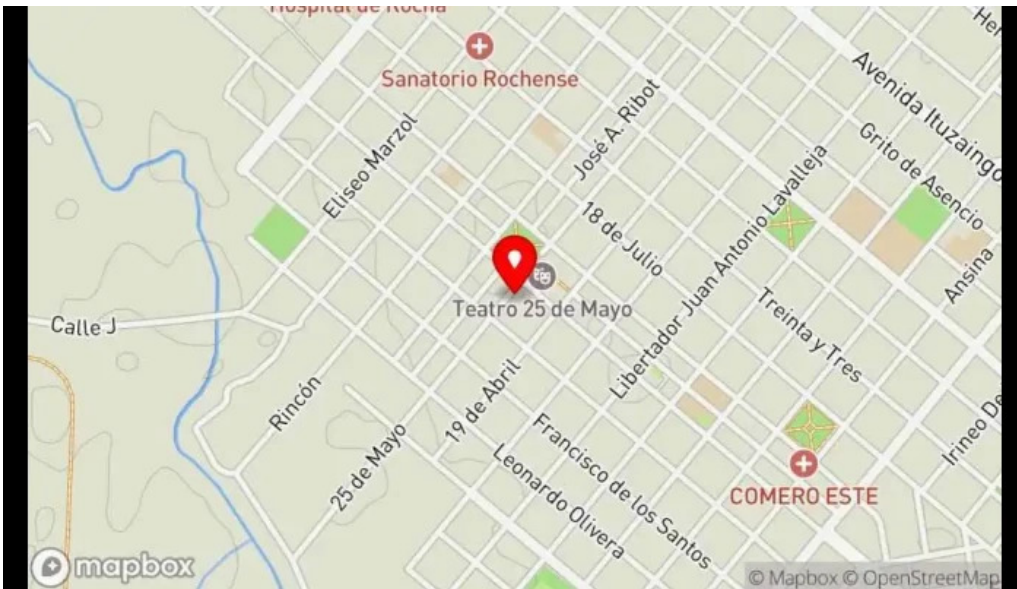 Hospital de Rocha
Sanatorio Rochense
Avenida Ituzaingo
Grito de Asencio
José A. Ribot
Eliseo Marzol
18 de Julio
Libertador Juan Antonio Lavalleja
Ansina
Teatro 25 de Mayo
Calle J
Treinta y Tres
Rincón
19 de Abril
25 de Mayo
Francisco de los Santos
Leonardo Olivera
Irineo De
COMERO ESTE
mapbox
© Mapbox © OpenStreetMap